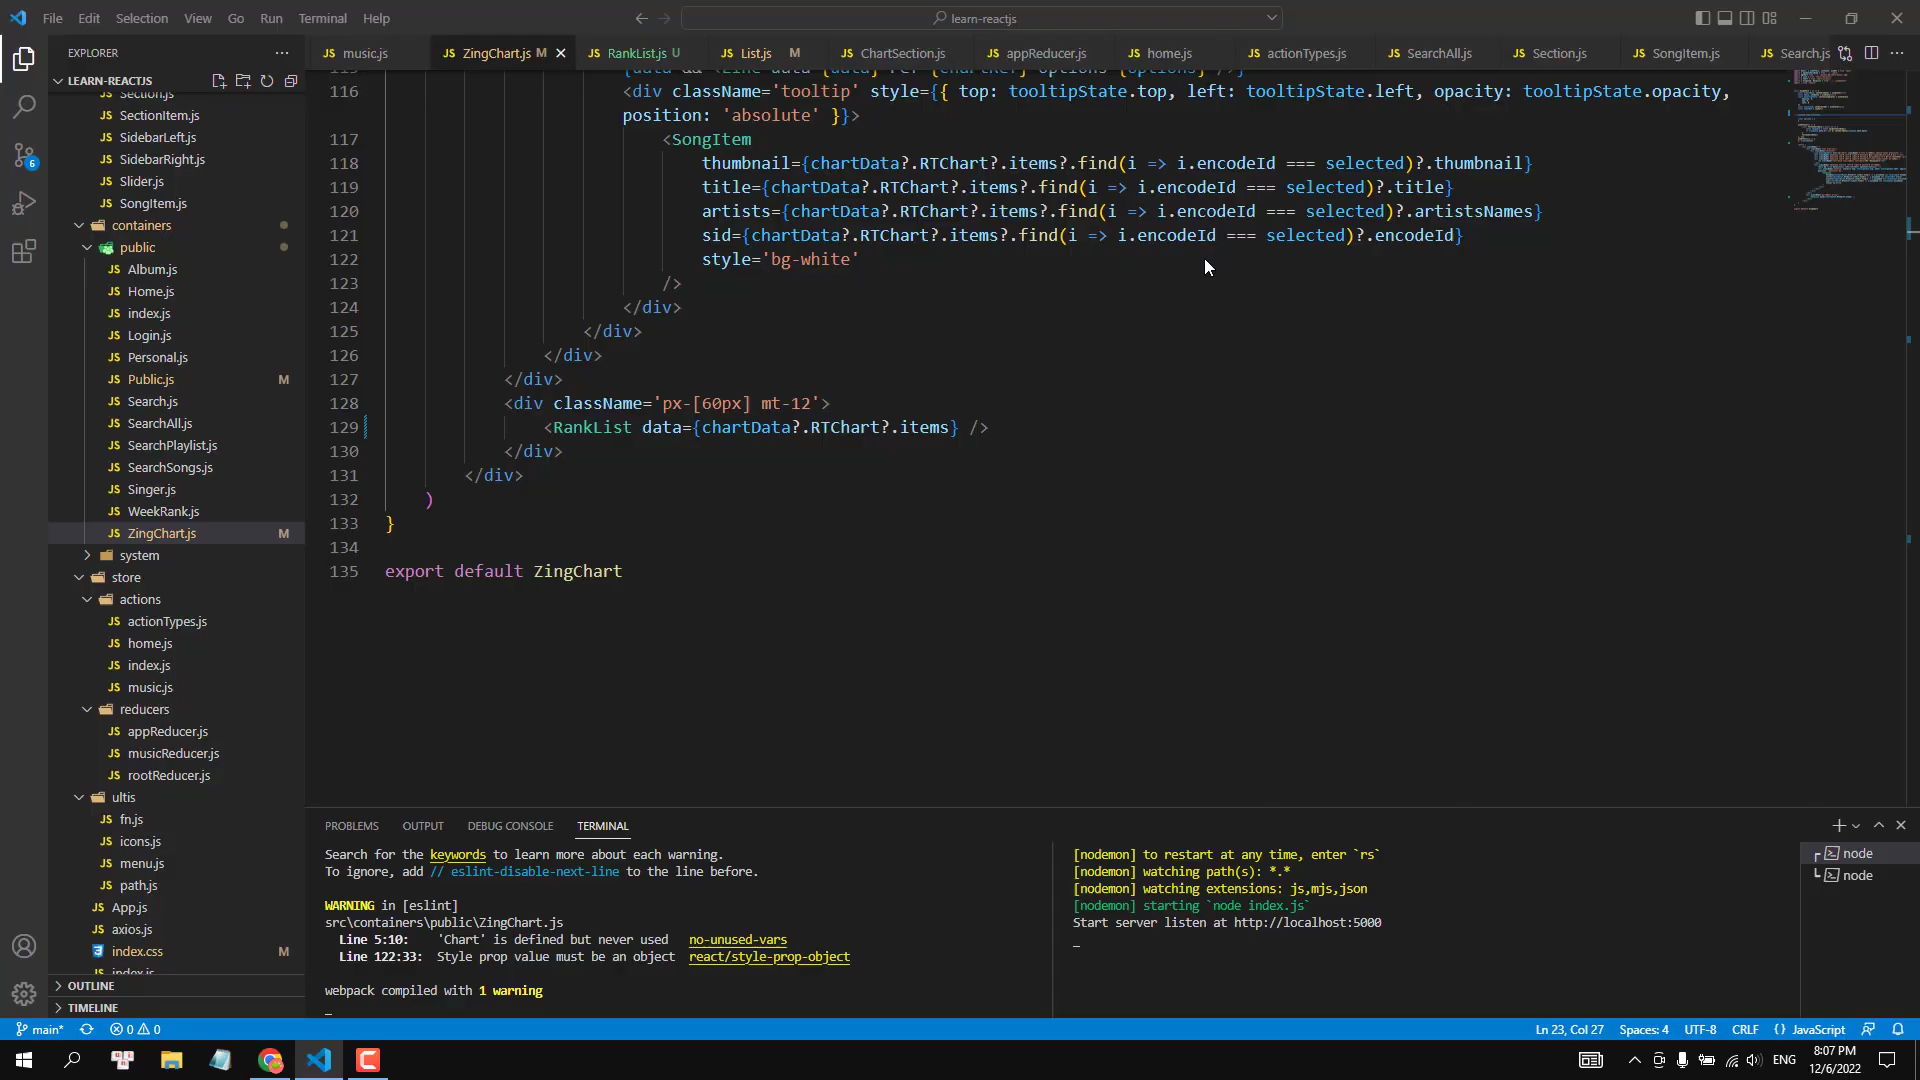 File Edit Selection View Go Run Terminal Help
learn-reactjs
EXPLORER
LEARN-REACTJS
Section.js
SectionItem.js
SidebarLeft.js
SidebarRight.js
Slider.js
SongItem.js
containers
public
Album.js
Home.js
index.js
Login.js
Personal.js
Public.js M
Search.js
SearchAll.js
SearchPlaylist.js
SearchSongs.js
Singer.js
WeekRank.js
ZingChart.js M
system
store
actions
actionTypes.js
home.js
index.js
music.js
reducers
appReducer.js
musicReducer.js
rootReducer.js
ultis
fn.js
icons.js
menu.js
path.js
App.js
axios.js
index.css M
index.js
OUTLINE
TIMELINE
music.js ZingChart.js M RankList.js U List.js M ChartSection.js appReducer.js home.js actionTypes.js SearchAll.js Section.js SongItem.js Search.js
116 <div className='tooltip' style={{ top: tooltipState.top, left: tooltipState.left, opacity: tooltipState.opacity,
position: 'absolute' }}>
117 <SongItem
118 thumbnail={chartData?.RTChart?.items?.find(i => i.encodeId === selected)?.thumbnail}
119 title={chartData?.RTChart?.items?.find(i => i.encodeId === selected)?.title}
120 artists={chartData?.RTChart?.items?.find(i => i.encodeId === selected)?.artistsNames}
121 sid={chartData?.RTChart?.items?.find(i => i.encodeId === selected)?.encodeId}
122 style='bg-white'
123 />
124 </div>
125 </div>
126 </div>
127 </div>
128 <div className='px-[60px] mt-12'>
129 <RankList data={chartData?.RTChart?.items} />
130 </div>
131 </div>
132 )
133 }
134
135 export default ZingChart
PROBLEMS OUTPUT DEBUG CONSOLE TERMINAL
Search for the keywords to learn more about each warning.
To ignore, add // eslint-disable-next-line to the line before.
WARNING in [eslint]
src\containers\public\ZingChart.js
Line 5:10: 'Chart' is defined but never used no-unused-vars
Line 122:33: Style prop value must be an object react/style-prop-object
webpack compiled with 1 warning
[nodemon] to restart at any time, enter `rs`
[nodemon] watching path(s): *.*
[nodemon] watching extensions: js,mjs,json
[nodemon] starting `node index.js`
Start server listen at http://localhost:5000
node
node
main* 0 0 Ln 23, Col 27 Spaces: 4 UTF-8 CRLF {} JavaScript
ENG
8:07 PM
12/6/2022